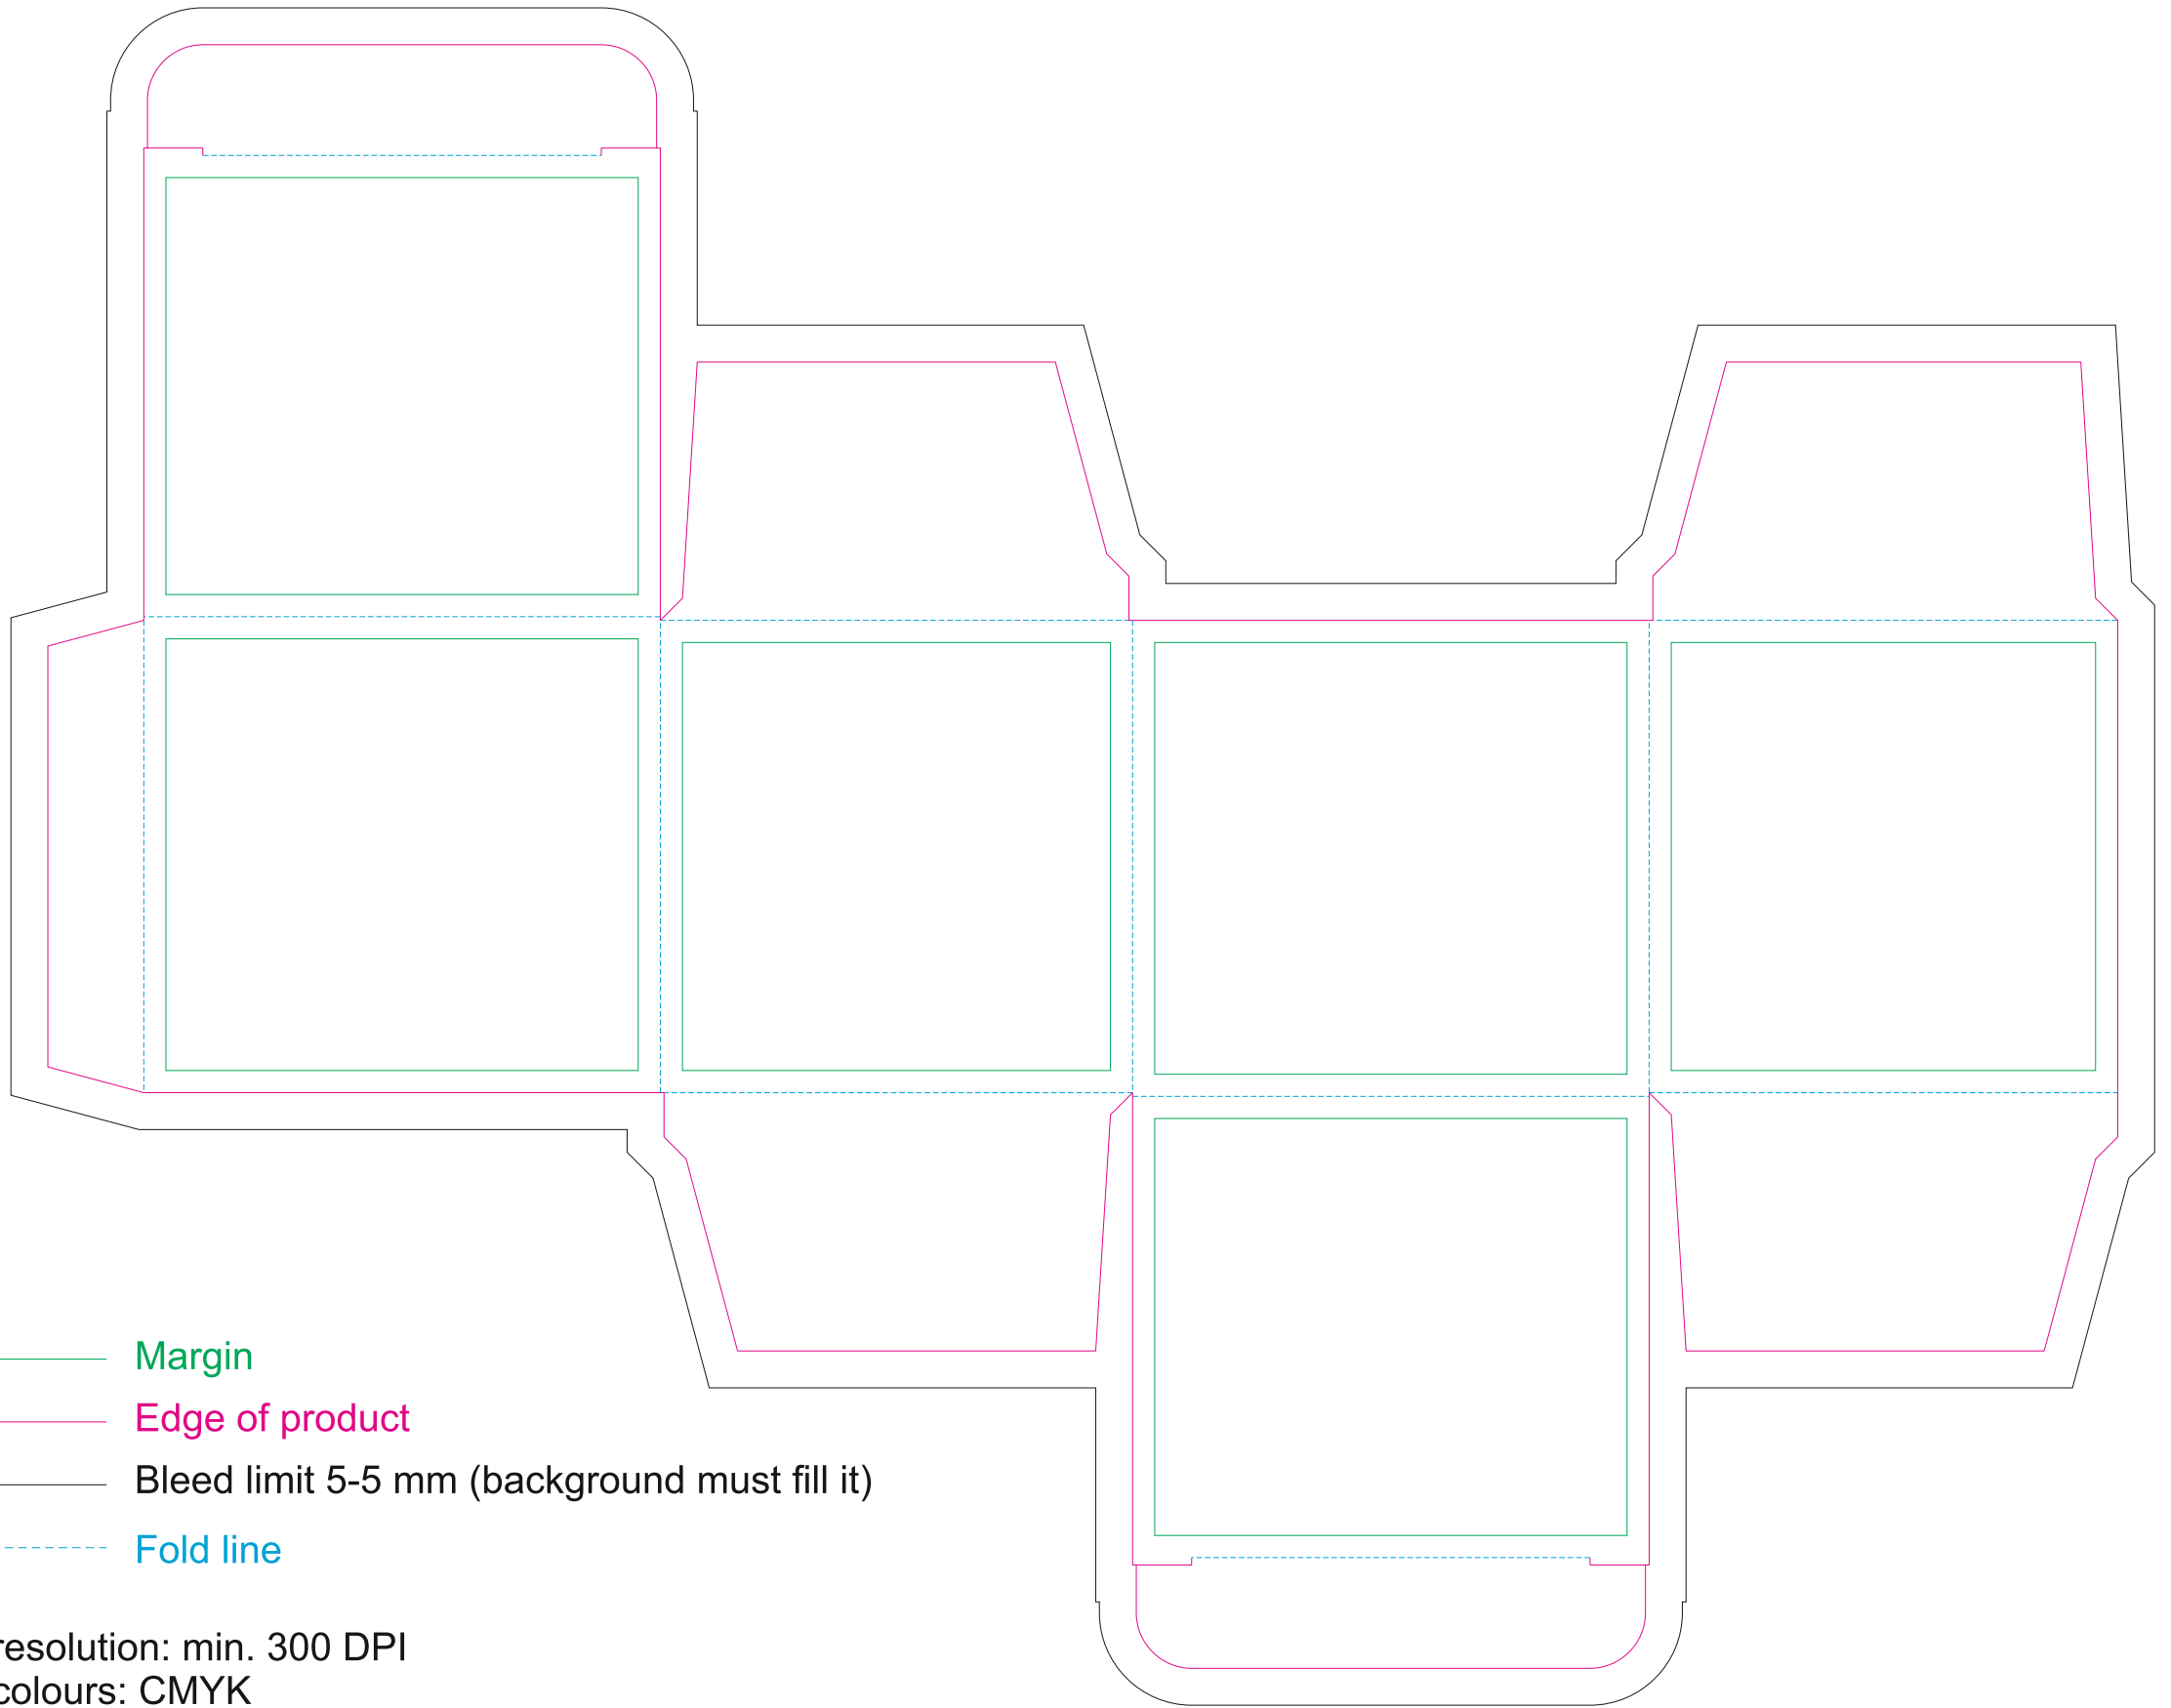 Margin
Edge of product
Bleed limit 5-5 mm (background must fill it)
Fold line
resolution: min. 300 DPI
colours: CMYK